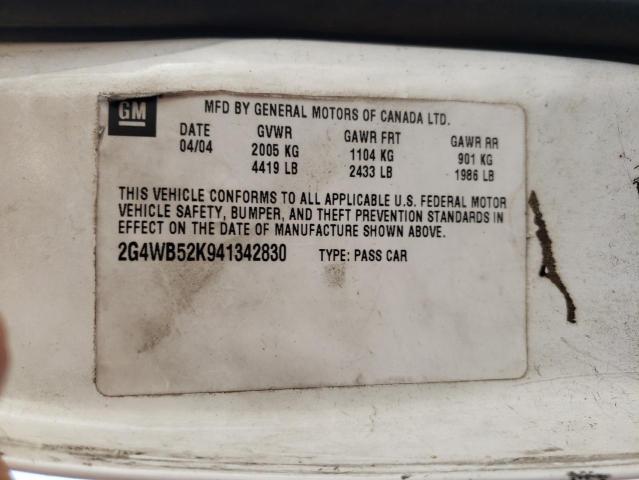 GM
MFD BY GENERAL MOTORS OF CANADA LTD.
DATE GVWR GAWR FRT GAWR RR
04/04 2005 KG 1104 KG 901 KG
4419 LB 2433 LB 1986 LB
THIS VEHICLE CONFORMS TO ALL APPLICABLE U.S. FEDERAL MOTOR
VEHICLE SAFETY, BUMPER, AND THEFT PREVENTION STANDARDS IN
EFFECT ON THE DATE OF MANUFACTURE SHOWN ABOVE.
2G4WB52K941342830 TYPE: PASS CAR